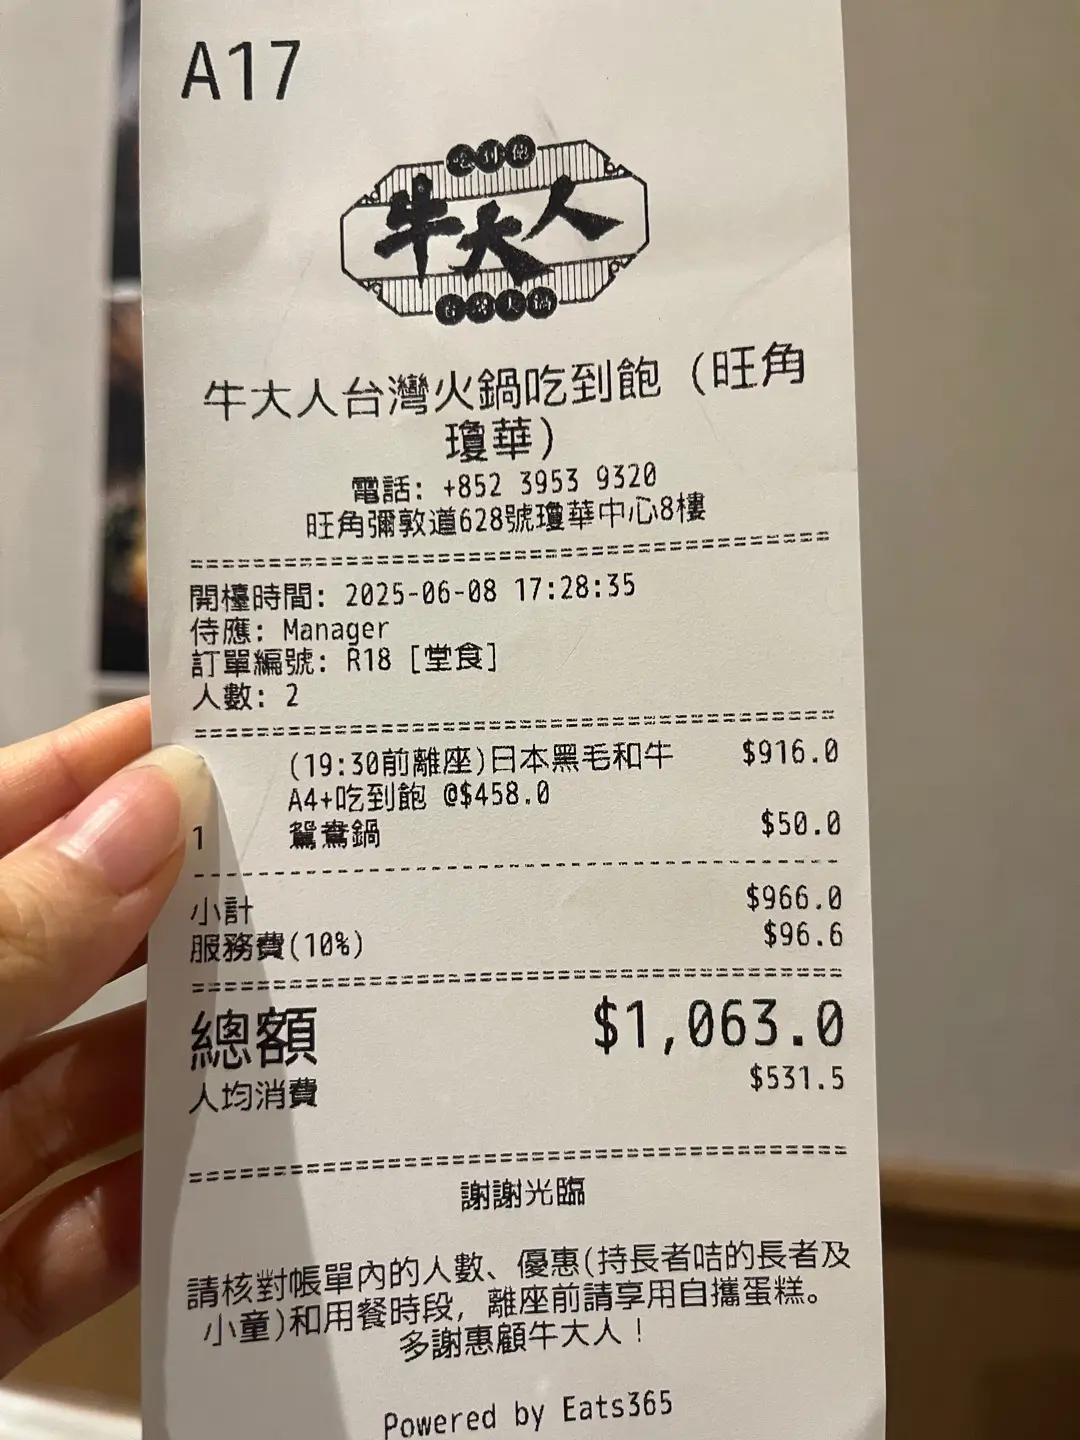 A17
吃到飽
牛大人
台灣火鍋
牛大人台灣火鍋吃到飽 (旺角
瓊華)
電話: +852 3953 9320
旺角彌敦道628號瓊華中心8樓
開檯時間: 2025-06-08 17:28:35
侍應: Manager
訂單編號: R18 [堂食]
人數: 2
(19:30前離座)日本黑毛和牛 $916.0
A4+吃到飽 @$458.0
1 鴛鴦鍋 $50.0
小計 $966.0
服務費(10%) $96.6
總額 $1,063.0
人均消費 $531.5
謝謝光臨
請核對帳單內的人數、優惠(持長者咭的長者及
小童)和用餐時段, 離座前請享用自攜蛋糕。
多謝惠顧牛大人!
Powered by Eats365